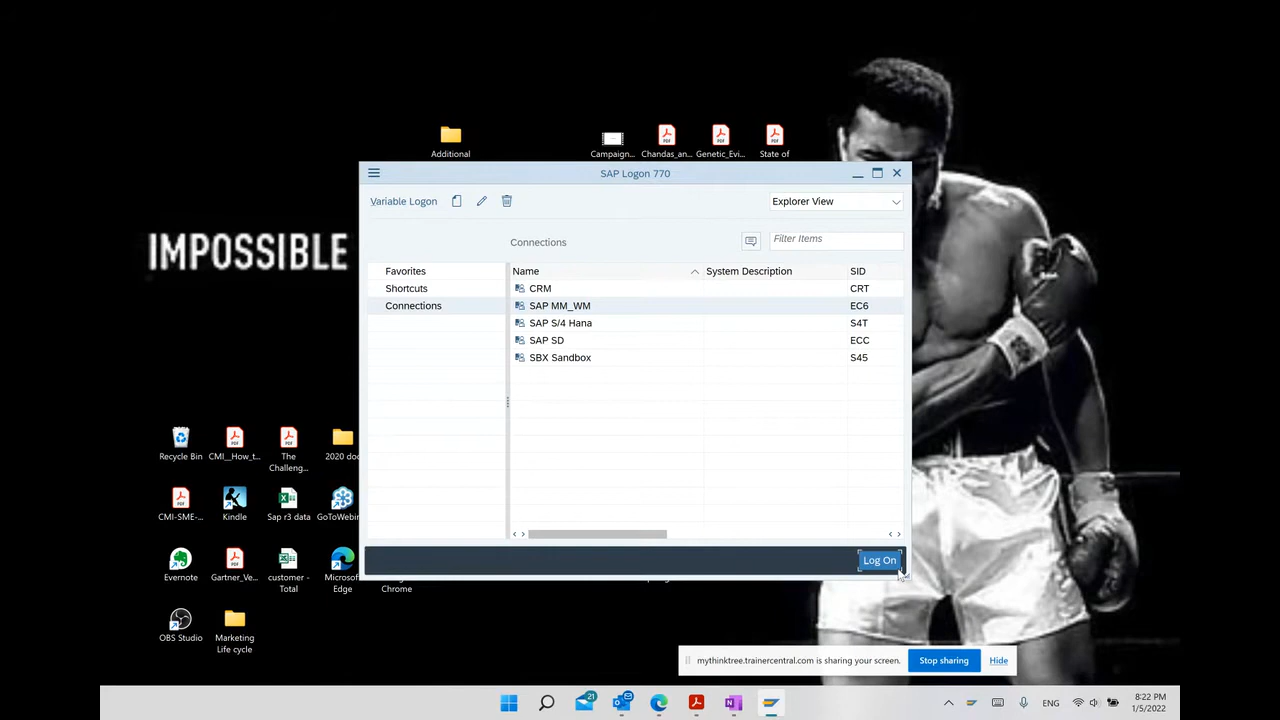 IMPOSSIBLE
Additional
Campaign...
Chandas_an...
Genetic_Evi...
State of
SAP Logon 770
Variable Logon
Explorer View
Connections
Filter Items
Favorites
Shortcuts
Connections
Name
System Description
SID
CRM
CRT
SAP MM_WM
EC6
SAP S/4 Hana
S4T
SAP SD
ECC
SBX Sandbox
S45
Log On
Recycle Bin
CMI__How_t...
The
Challeng...
2020 doc
CMI-SME-...
Kindle
Sap r3 data
GoToWebin
Evernote
Gartner_Ve...
customer -
Total
Microsof
Edge
Chrome
OBS Studio
Marketing
Life cycle
mythinktree.trainercentral.com is sharing your screen.
Stop sharing
Hide
21
ENG
8:22 PM
1/5/2022